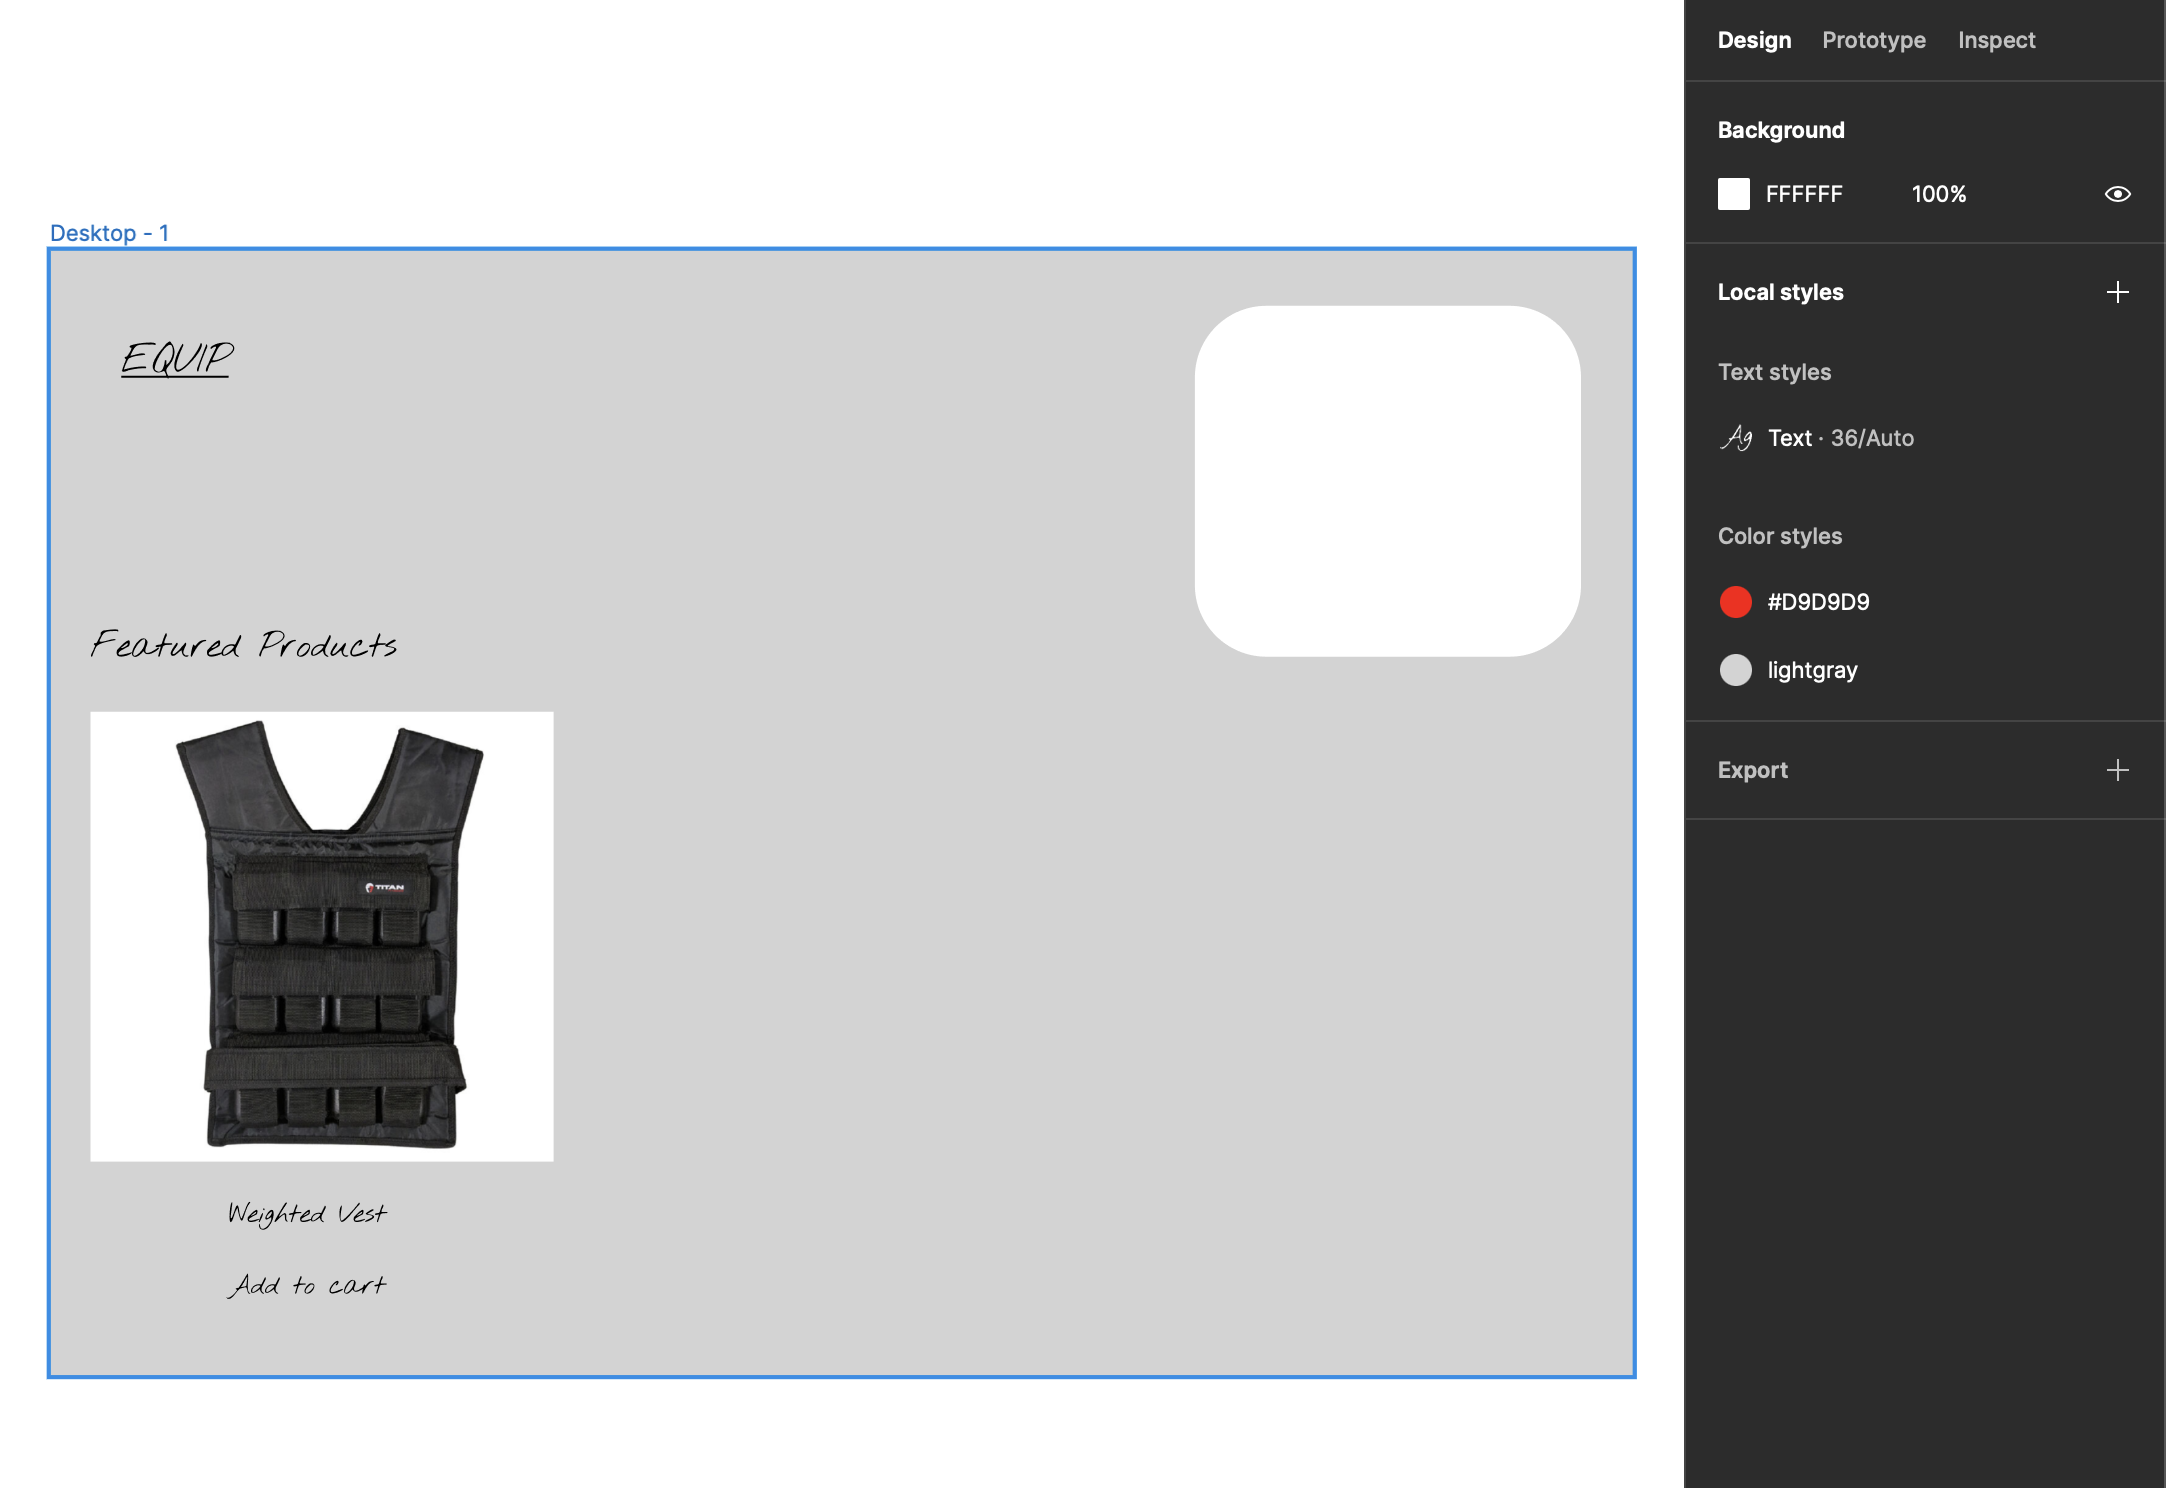 Design Prototype Inspect
Background
FFFFFF 100%
Desktop - 1
Local styles
EQUIP
Text styles
Ag Text · 36/Auto
Color styles
#D9D9D9
Featured Products
lightgray
Export
TITAN
Weighted Vest
Add to cart